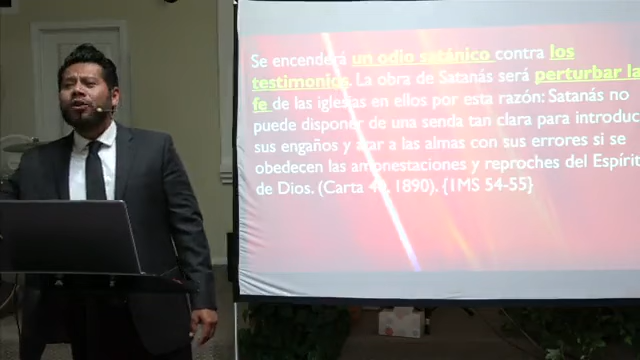 Se encenderá un odio satánico contra los
testimonios. La obra de Satanás será perturbar la
fe de las iglesias en ellos por esta razón: Satanás no
puede disponer de una senda tan clara para introduc
sus engaños y atar a las almas con sus errores si se
obedecen las amonestaciones y reproches del Espírit
de Dios. (Carta 1890). {1MS 54-55}